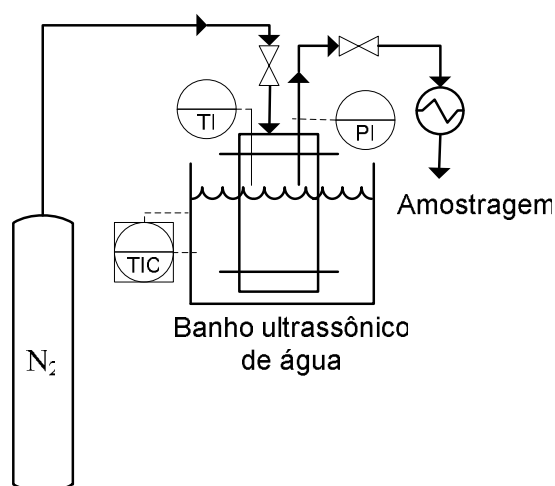 TI
PI
Amostragem
TIC
Banho ultrassônico
de água
N₂